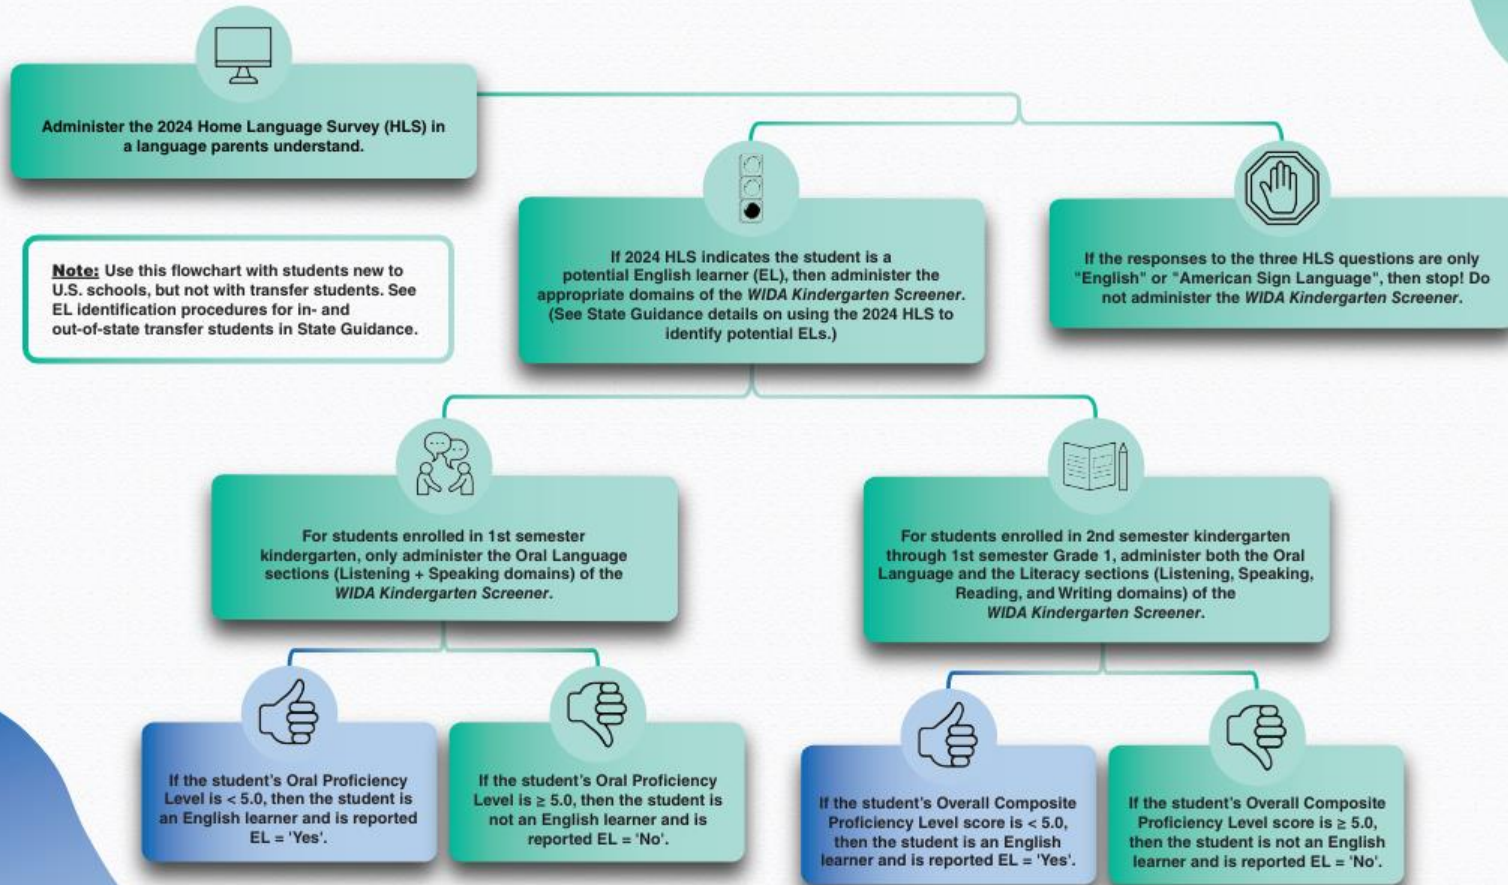 Administer the 2024 Home Language Survey (HLS) in
a language parents understand.
Note: Use this flowchart with students new to
U.S. schools, but not with transfer students. See
EL identification procedures for in- and
out-of-state transfer students in State Guidance.
If 2024 HLS indicates the student is a
potential English learner (EL), then administer the
appropriate domains of the WIDA Kindergarten Screener.
(See State Guidance details on using the 2024 HLS to
identify potential ELs.)
If the responses to the three HLS questions are only
"English" or "American Sign Language", then stop! Do
not administer the WIDA Kindergarten Screener.
For students enrolled in 1st semester
kindergarten, only administer the Oral Language
sections (Listening + Speaking domains) of the
WIDA Kindergarten Screener.
For students enrolled in 2nd semester kindergarten
through 1st semester Grade 1, administer both the Oral
Language and the Literacy sections (Listening, Speaking,
Reading, and Writing domains) of the
WIDA Kindergarten Screener.
If the student's Oral Proficiency
Level is < 5.0, then the student is
an English learner and is reported
EL = 'Yes'.
If the student's Oral Proficiency
Level is ≥ 5.0, then the student is
not an English learner and is
reported EL = 'No'.
If the student's Overall Composite
Proficiency Level score is < 5.0,
then the student is an English
learner and is reported EL = 'Yes'.
If the student's Overall Composite
Proficiency Level score is ≥ 5.0,
then the student is not an English
learner and is reported EL = 'No'.